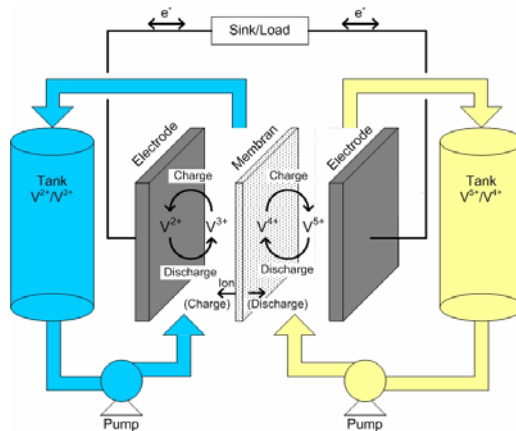 e⁻
Sink/Load
e⁻
Electrode
Membran
Electrode
Tank
V²⁺/V³⁺
Charge
V²⁺
V³⁺
Discharge
Charge
V⁴⁺
V⁵⁺
Discharge
Tank
V⁵⁺/V⁴⁺
Ion
(Charge)
(Discharge)
Pump
Pump